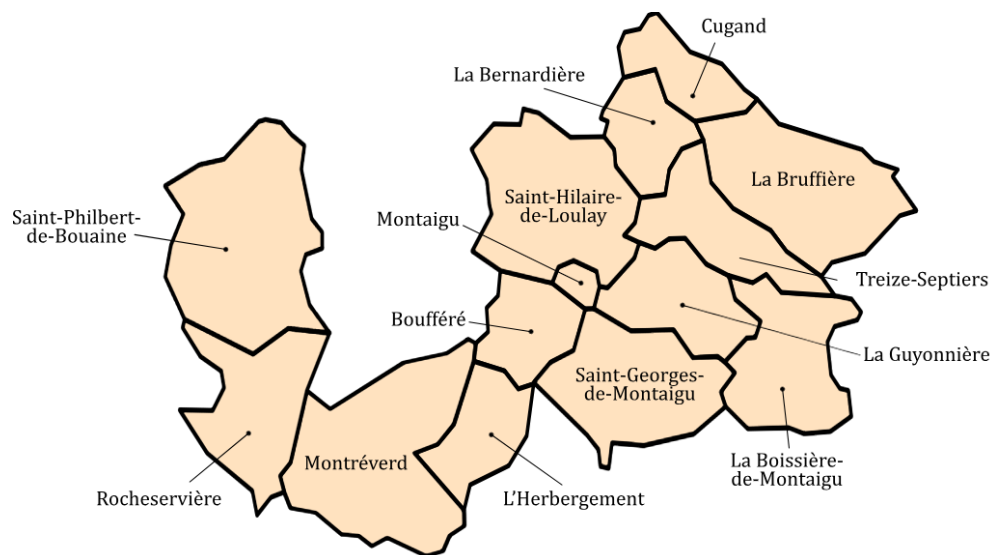 Cugand
La Bernardière
La Bruffière
Saint-Hilaire-
de-Loulay
Saint-Philbert-
de-Bouaine
Montaigu
Treize-Septiers
Boufféré
La Guyonnière
Saint-Georges-
de-Montaigu
Montréverd
La Boissière-
de-Montaigu
Rocheservière
L'Herbergement